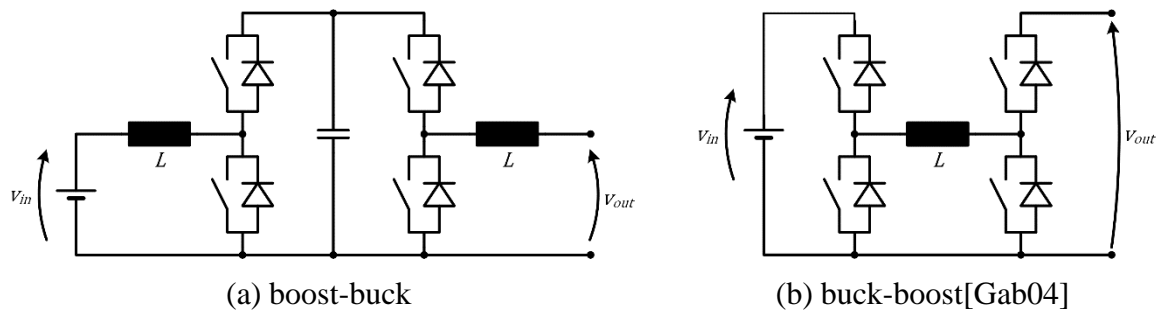 v_in
L
L
v_out
(a) boost-buck
v_in
L
v_out
(b) buck-boost[Gab04]